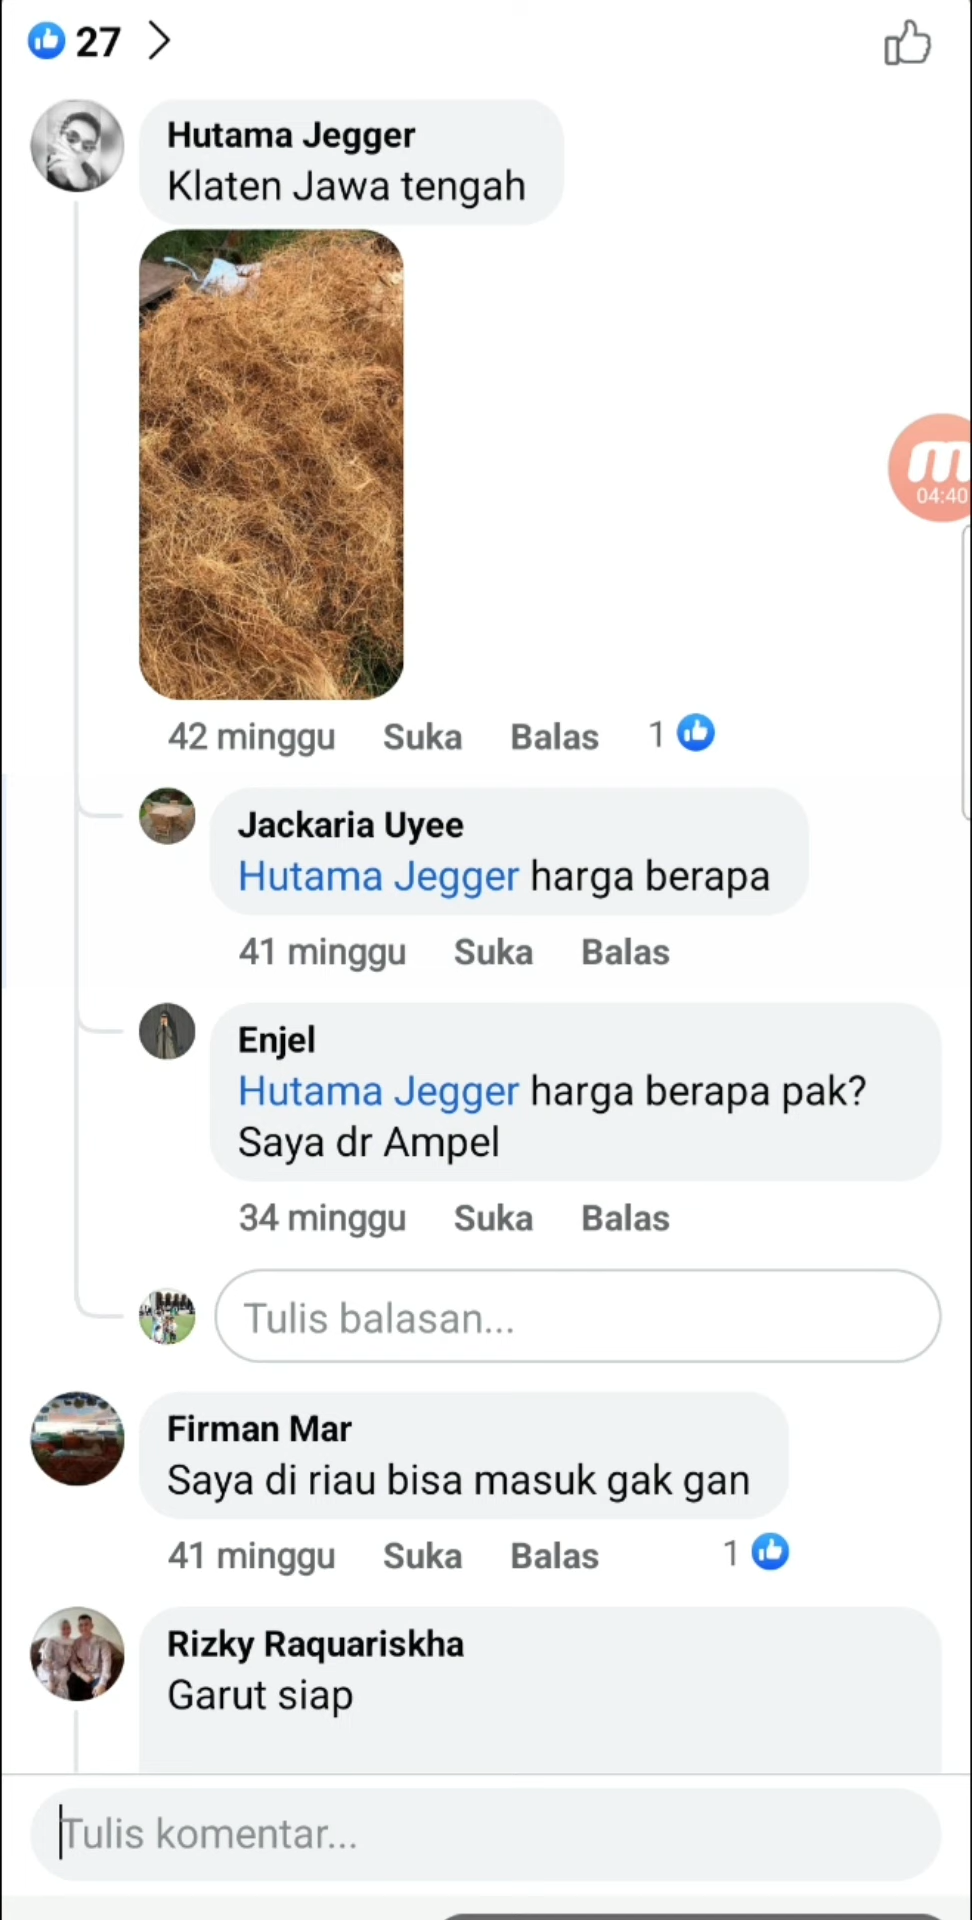 27
Hutama Jegger
Klaten Jawa tengah
04:40
42 minggu Suka Balas 1
Jackaria Uyee
Hutama Jegger harga berapa
41 minggu Suka Balas
Enjel
Hutama Jegger harga berapa pak?
Saya dr Ampel
34 minggu Suka Balas
Tulis balasan...
Firman Mar
Saya di riau bisa masuk gak gan
41 minggu Suka Balas 1
Rizky Raquariskha
Garut siap
Tulis komentar...